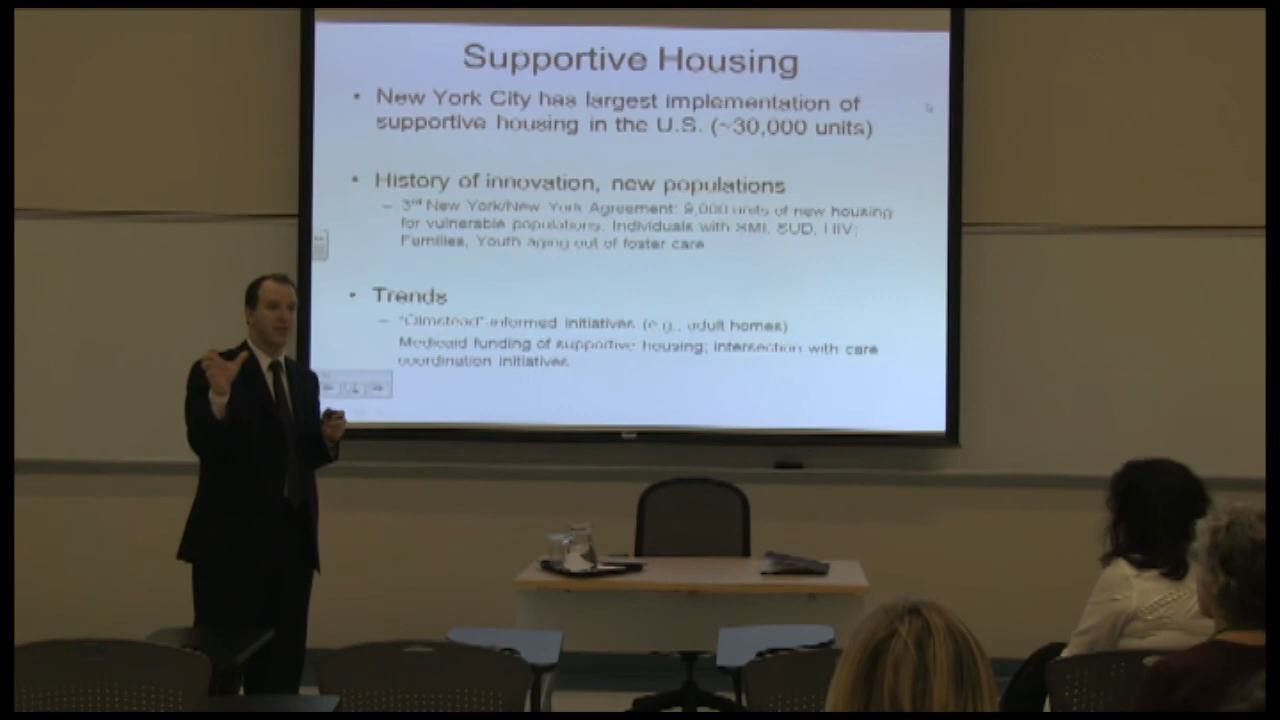 Supportive Housing
• New York City has largest implementation of
supportive housing in the U.S. (~30,000 units)
• History of innovation, new populations
– 3rd New York/New York Agreement: 9,000 units of new housing
for vulnerable populations. Individuals with SMI, SUD, HIV;
Families, Youth aging out of foster care
• Trends
– "Olmstead"-informed initiatives (e.g., adult homes)
Medicaid funding of supportive housing; intersection with care
coordination initiatives